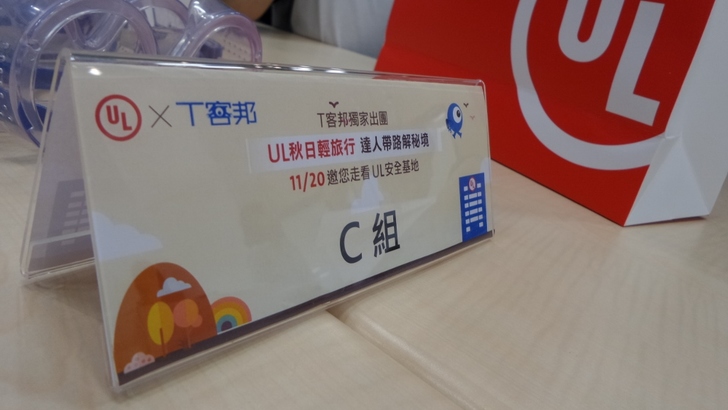 UL × T客邦
T客邦獨家出團
UL秋日輕旅行 達人帶路解秘境
11/20 邀您走看 UL安全基地
C 組
UL